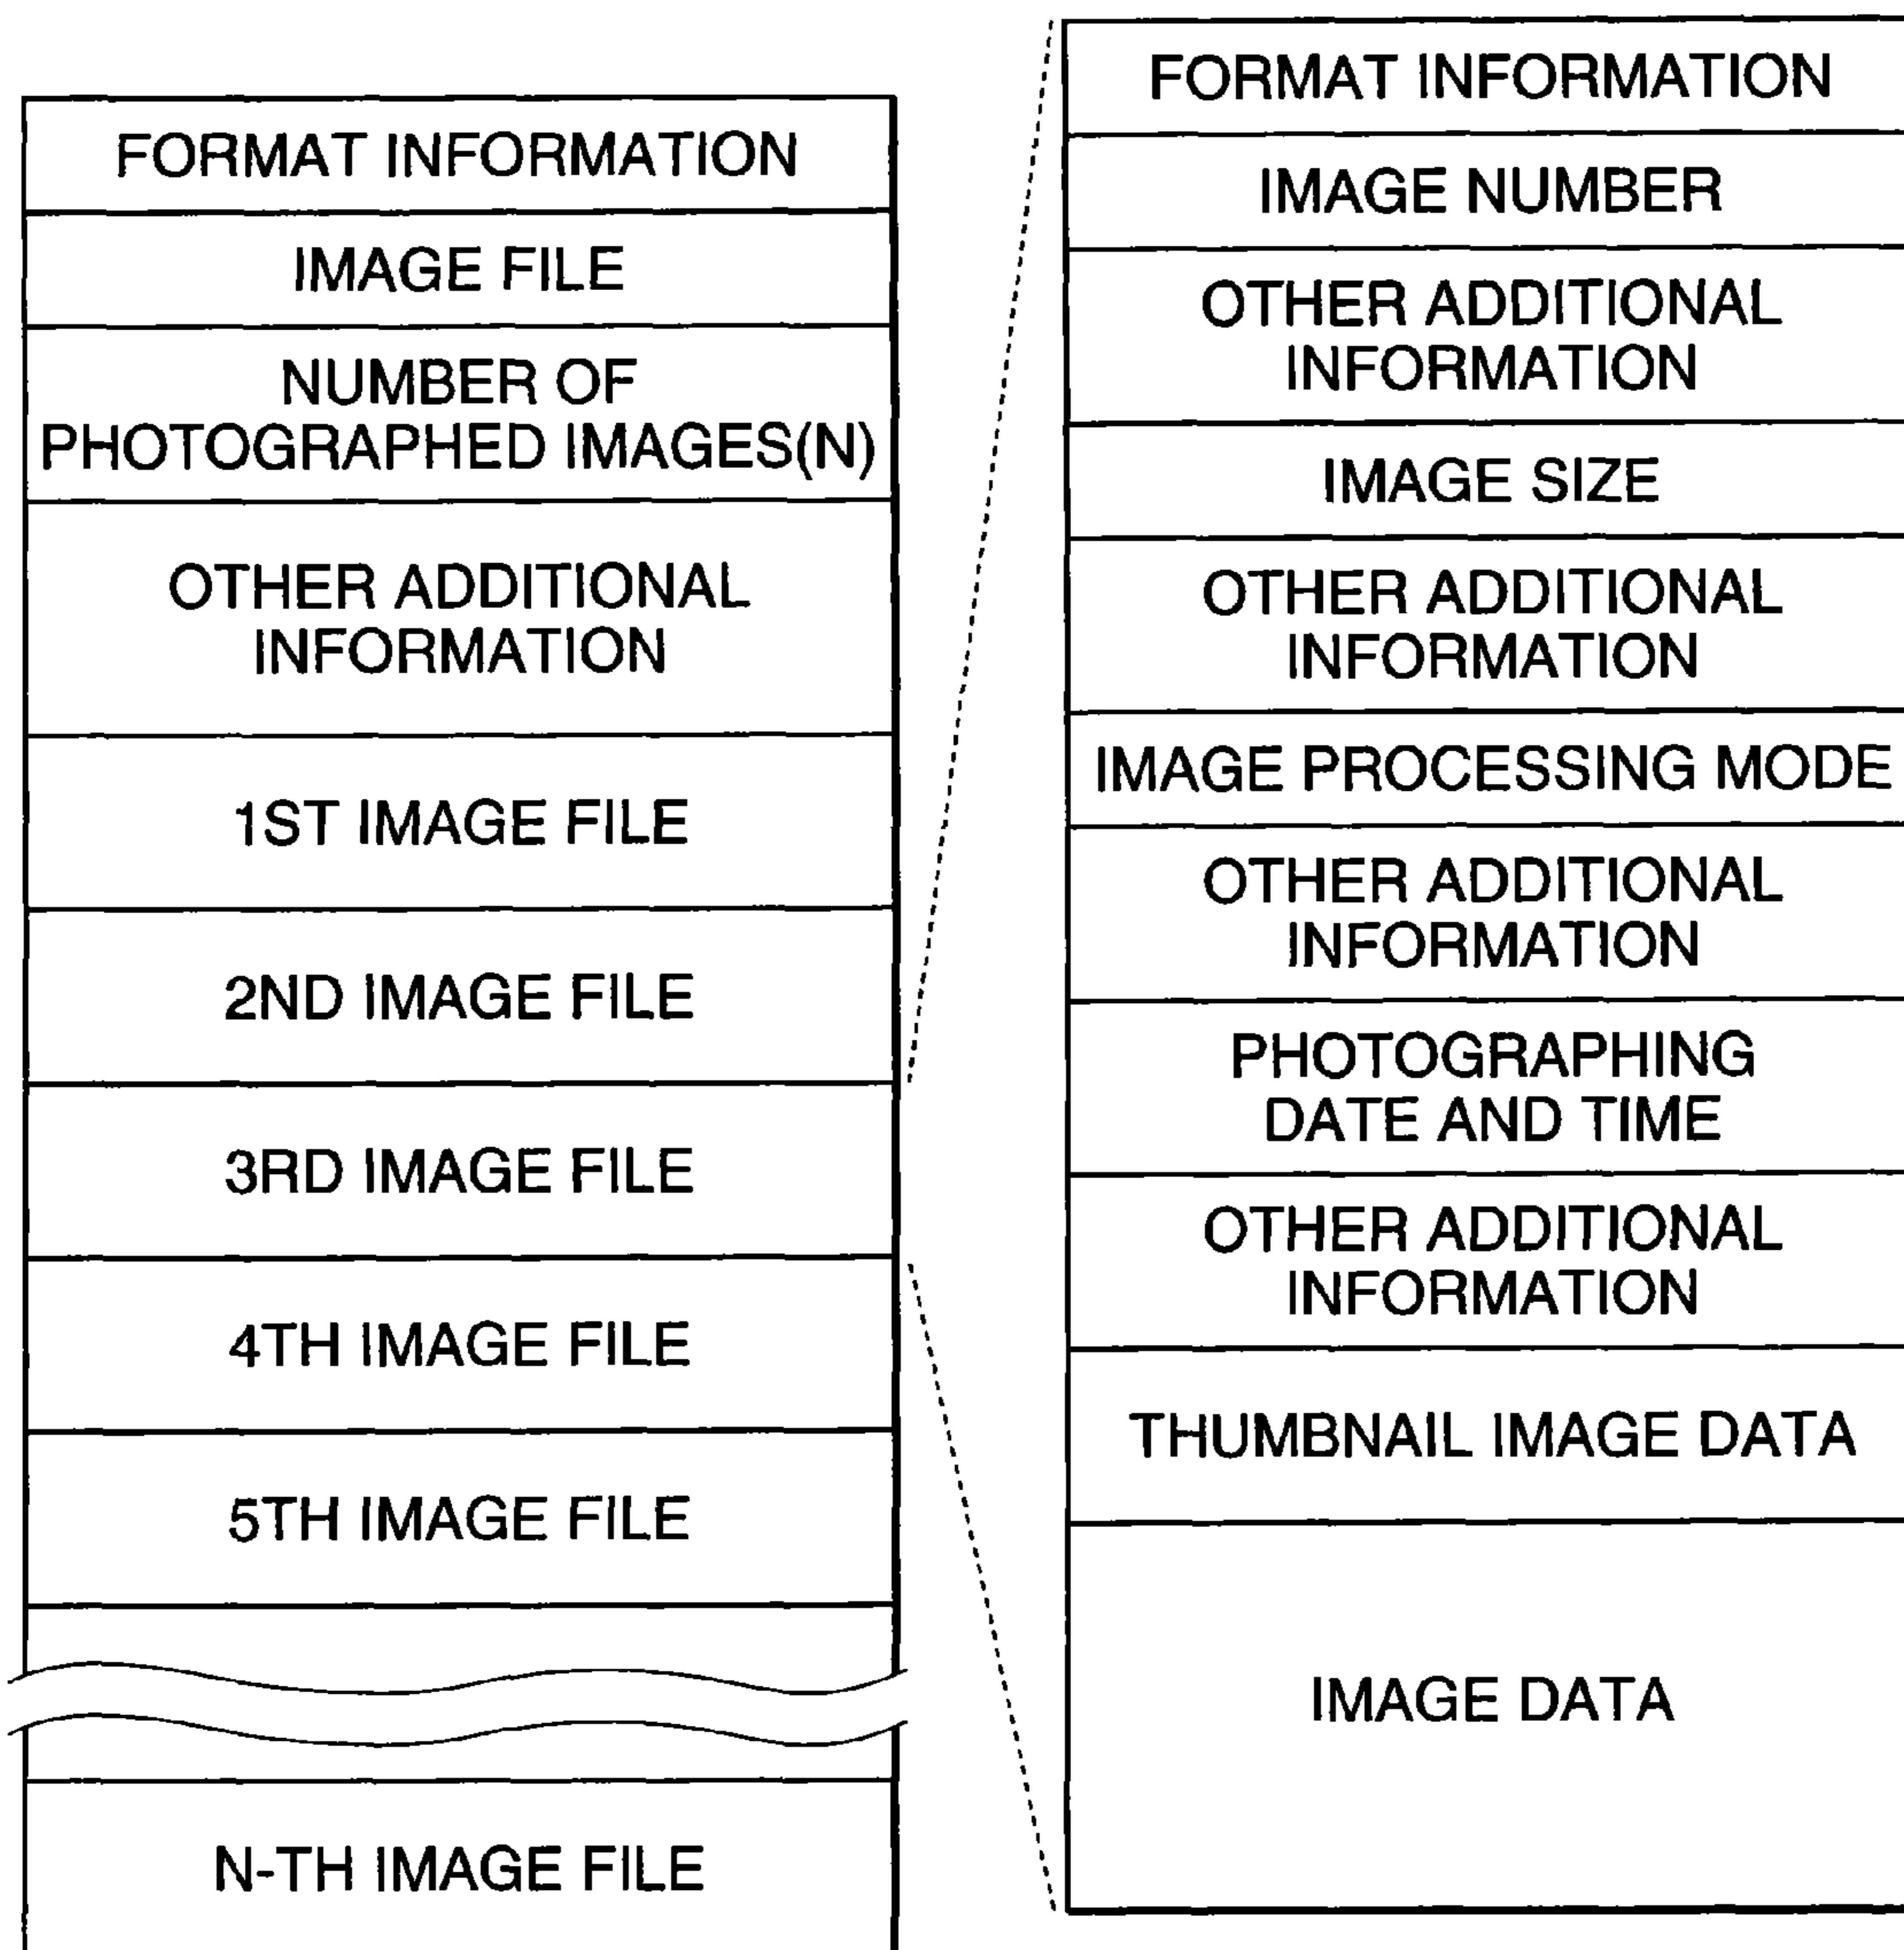 FORMAT INFORMATION
IMAGE FILE
NUMBER OF
PHOTOGRAPHED IMAGES(N)
OTHER ADDITIONAL
INFORMATION
1ST IMAGE FILE
2ND IMAGE FILE
3RD IMAGE FILE
4TH IMAGE FILE
5TH IMAGE FILE
N-TH IMAGE FILE
FORMAT INFORMATION
IMAGE NUMBER
OTHER ADDITIONAL
INFORMATION
IMAGE SIZE
OTHER ADDITIONAL
INFORMATION
IMAGE PROCESSING MODE
OTHER ADDITIONAL
INFORMATION
PHOTOGRAPHING
DATE AND TIME
OTHER ADDITIONAL
INFORMATION
THUMBNAIL IMAGE DATA
IMAGE DATA